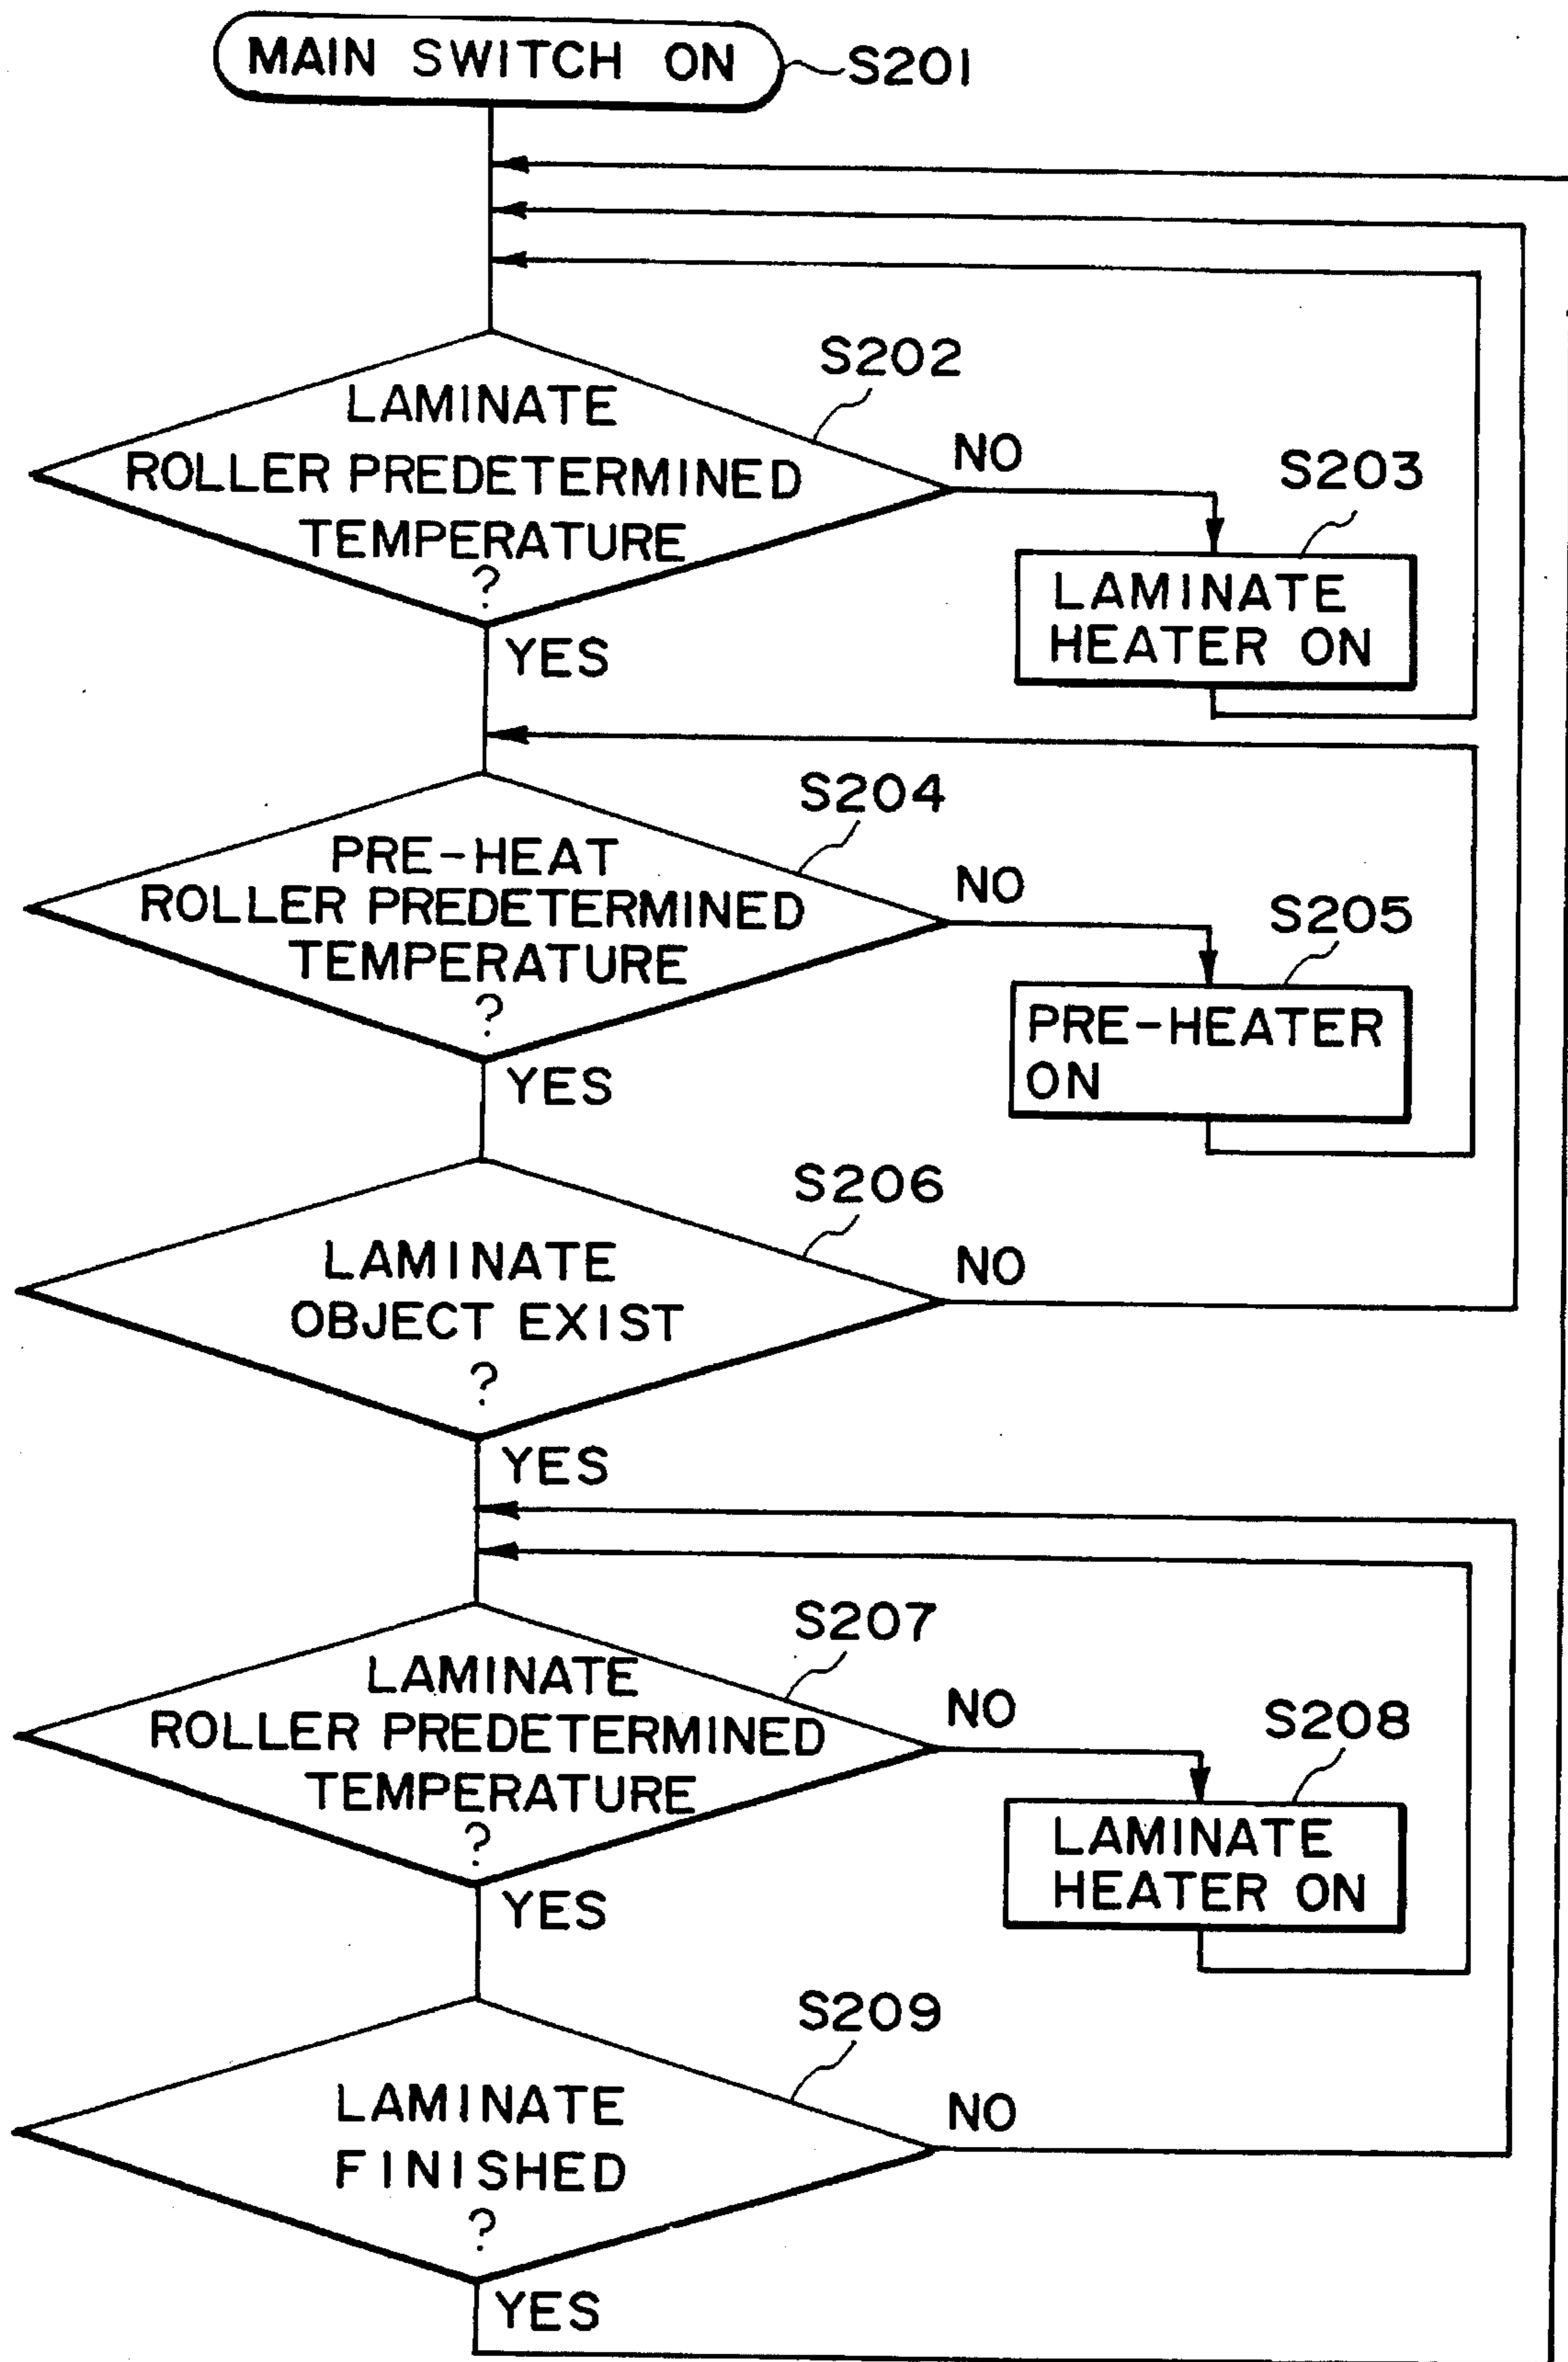 MAIN SWITCH ON
S201
S202
LAMINATE
ROLLER PREDETERMINED
TEMPERATURE
?
NO
YES
S203
LAMINATE
HEATER ON
S204
PRE-HEAT
ROLLER PREDETERMINED
TEMPERATURE
?
NO
YES
S205
PRE-HEATER
ON
S206
LAMINATE
OBJECT EXIST
?
NO
YES
S207
LAMINATE
ROLLER PREDETERMINED
TEMPERATURE
?
NO
YES
S208
LAMINATE
HEATER ON
S209
LAMINATE
FINISHED
?
NO
YES